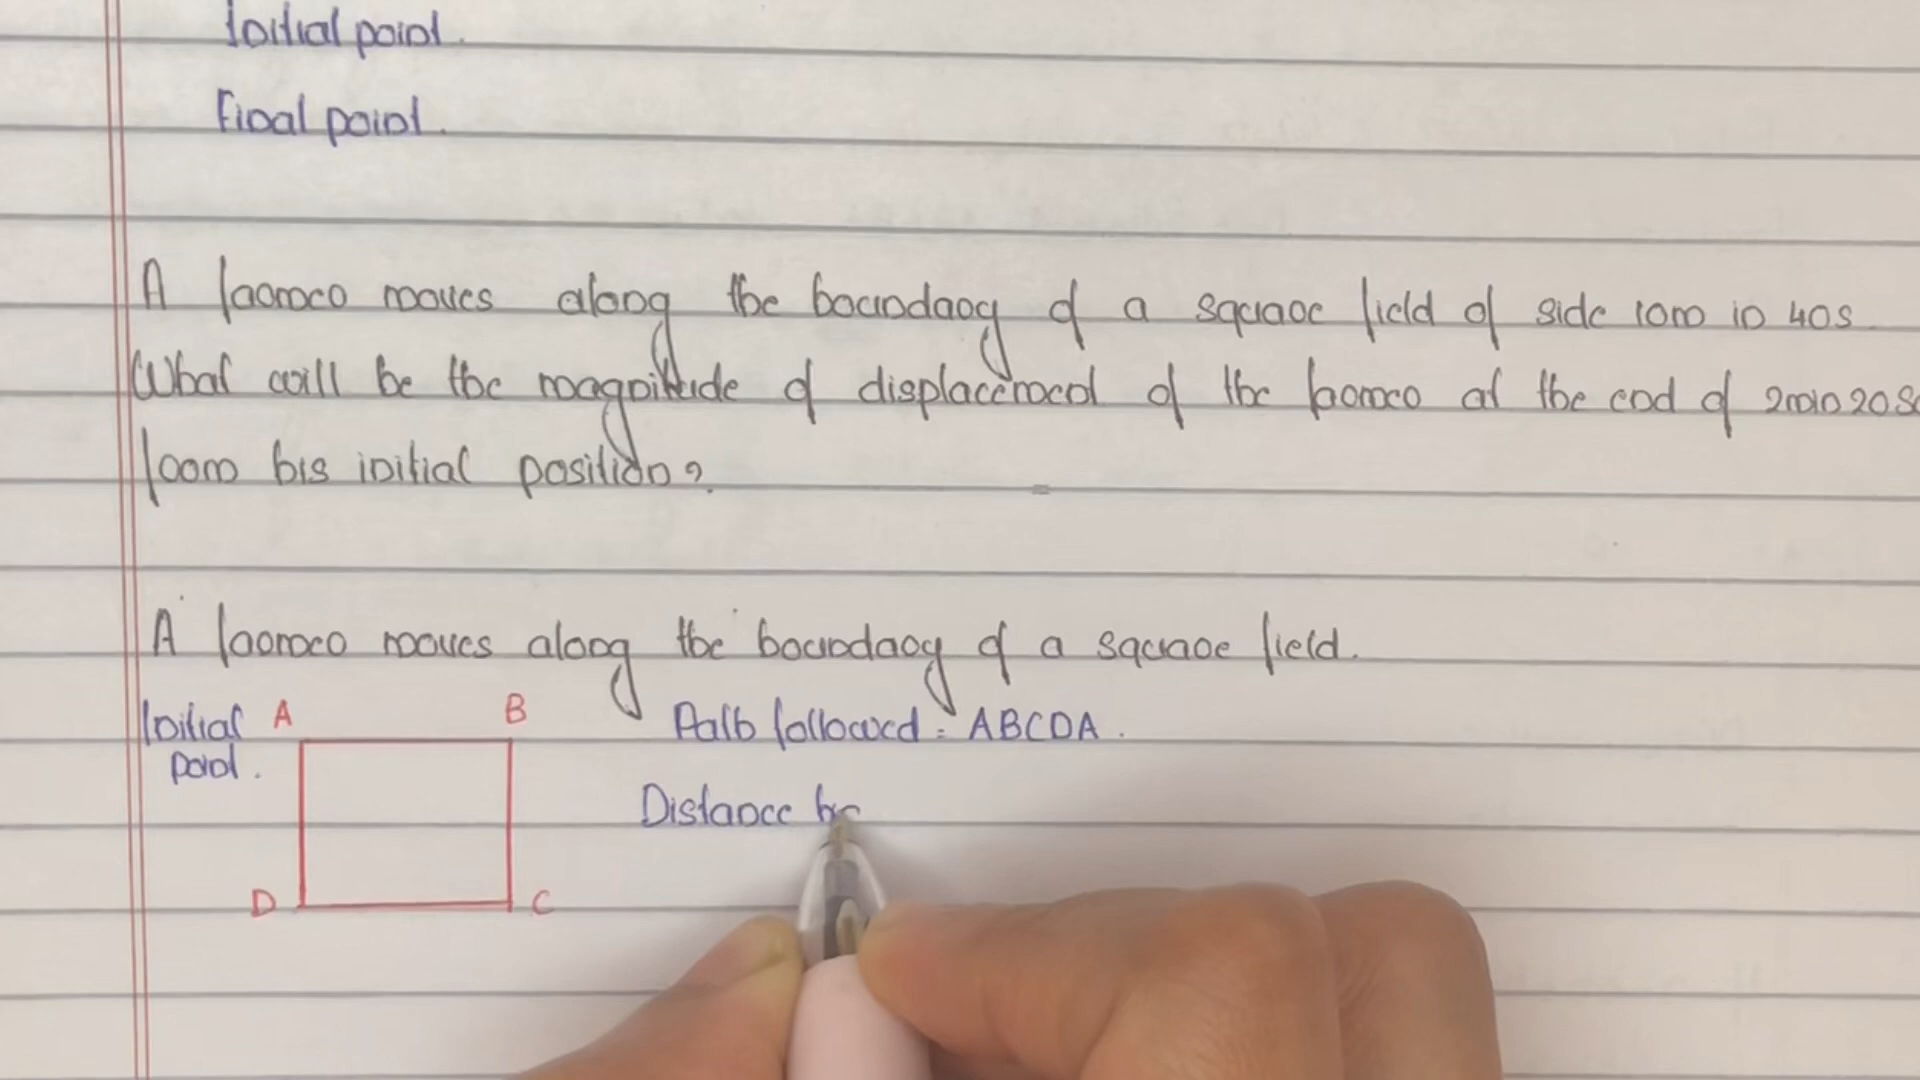 Initial point.
Final point.
A farmer moves along the boundary of a square field of side 10m in 40s.
What will be the magnitude of displacement of the farmer at the end of 2min 20s
from his initial position?
A farmer moves along the boundary of a square field.
Initial A B Path followed = ABCDA.
point.
Distance
D C